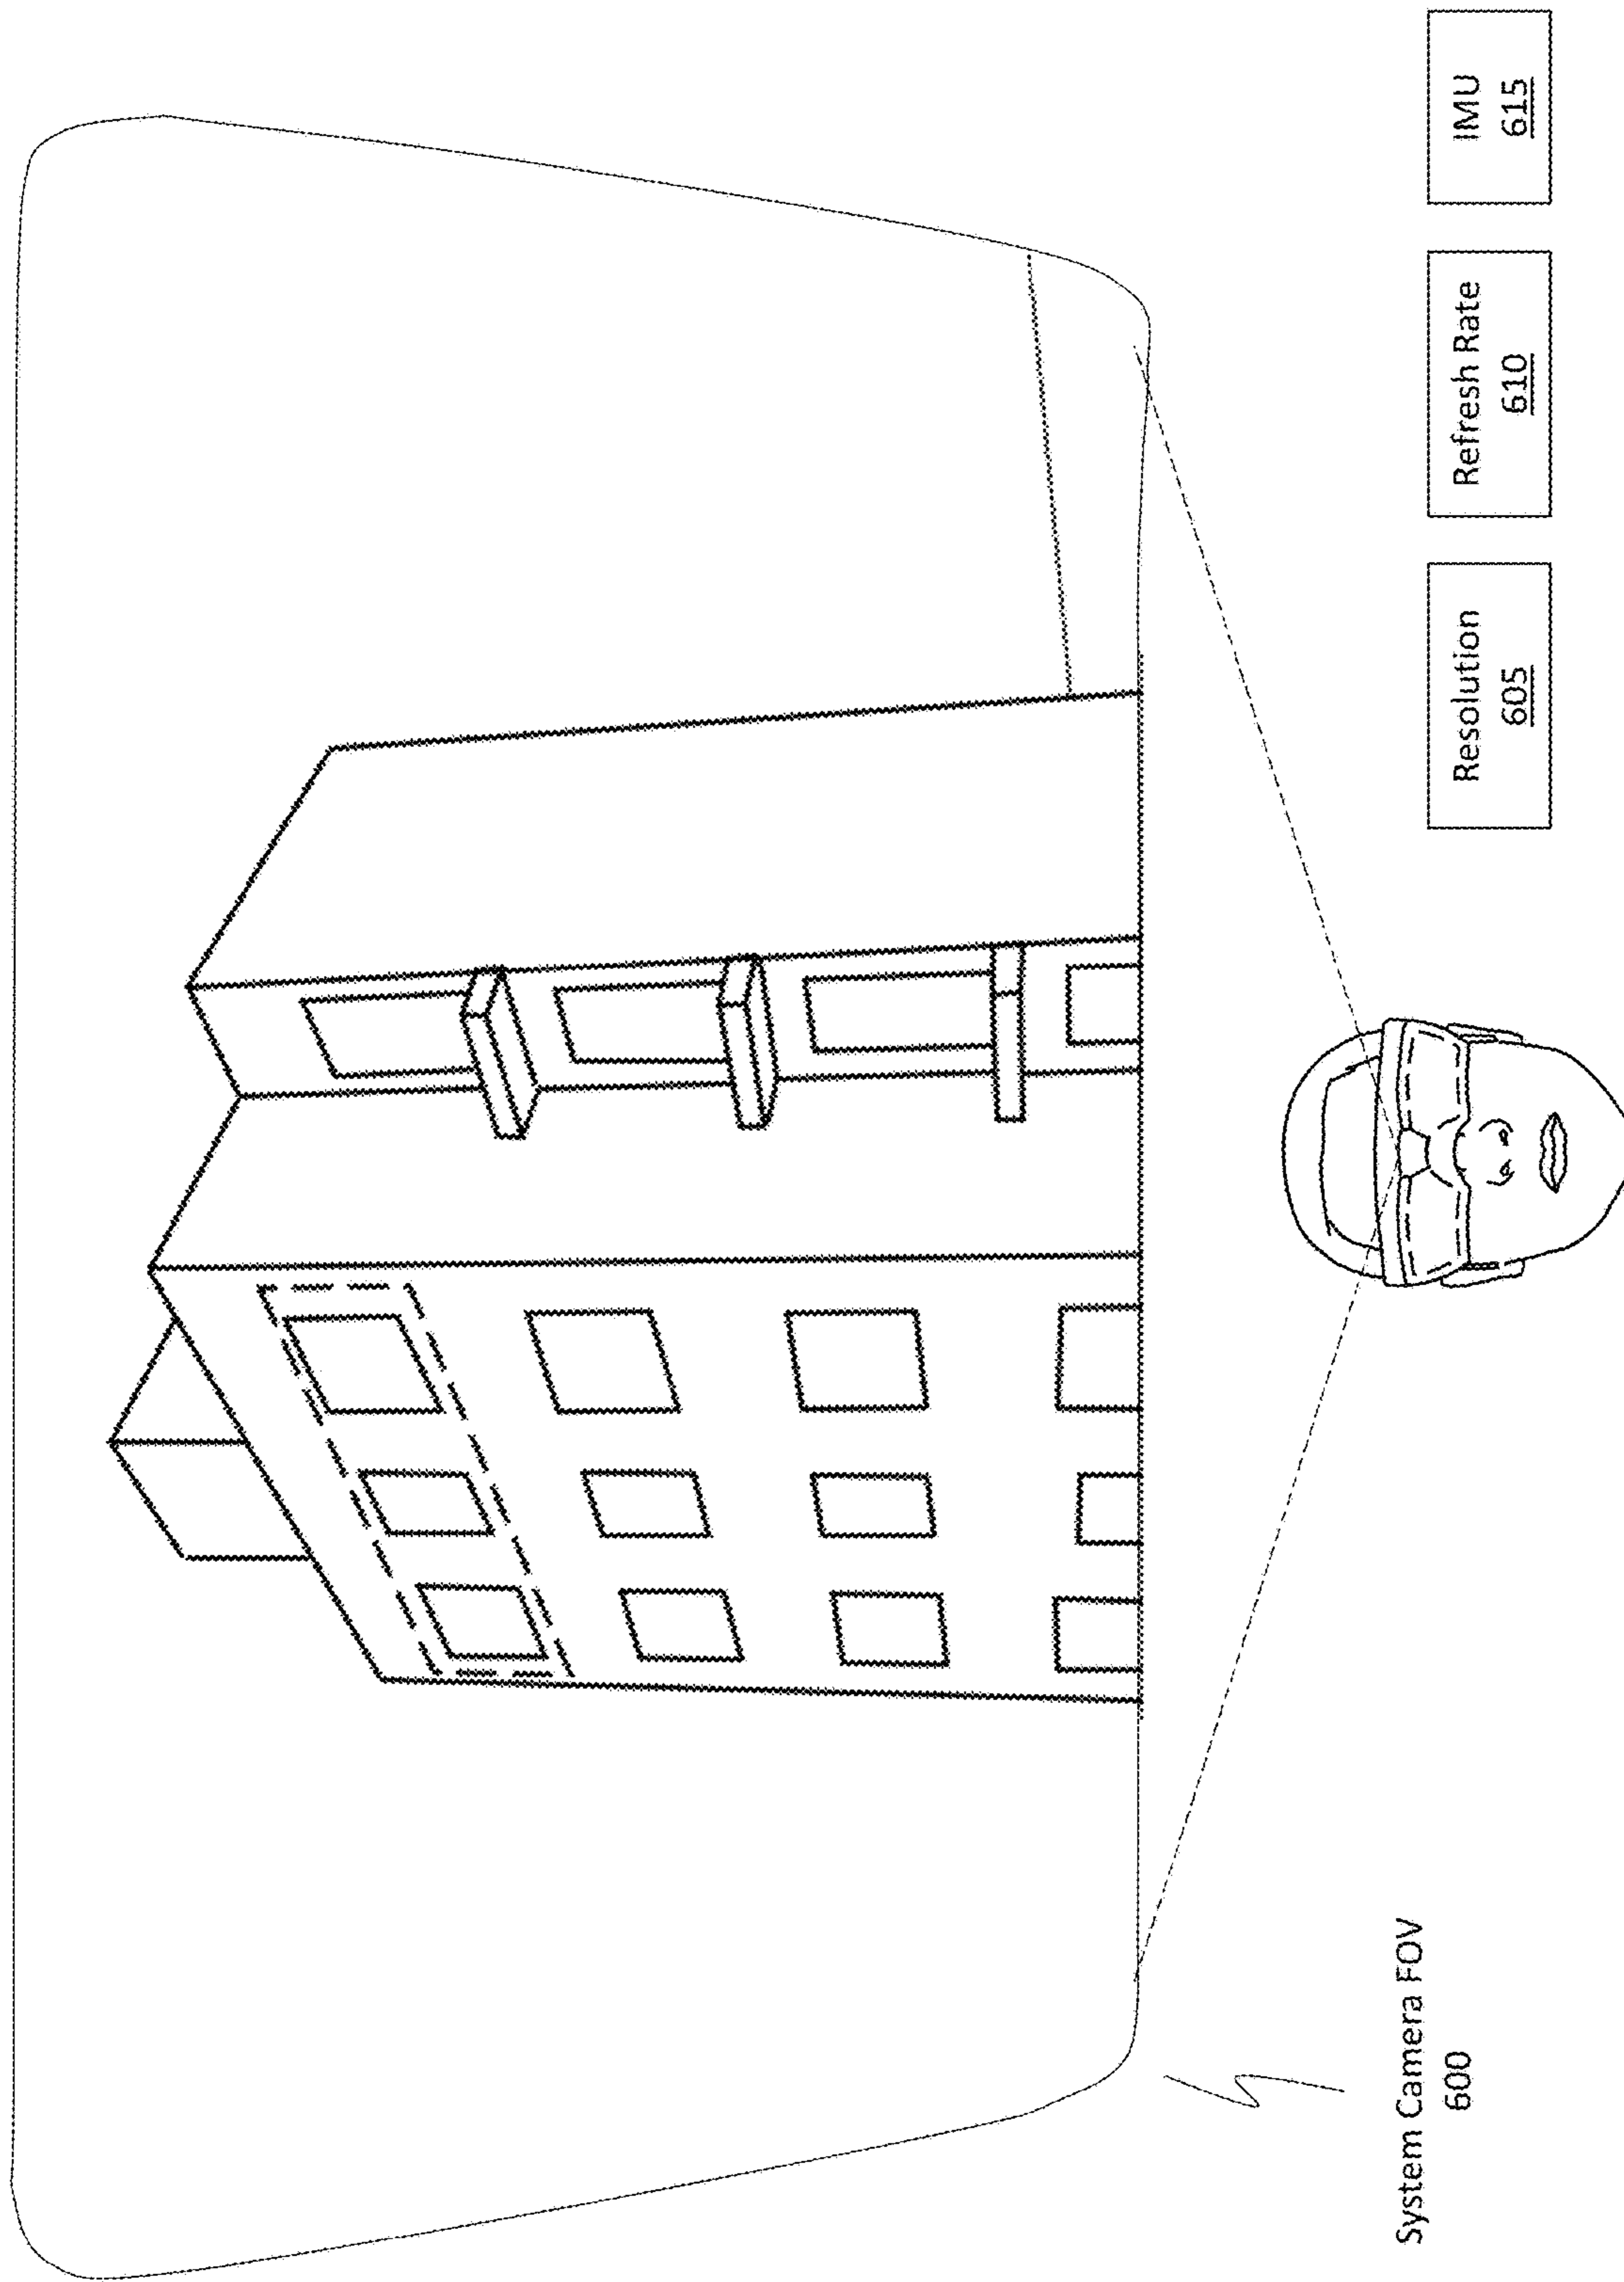 System Camera FOV
600
Resolution
605
Refresh Rate
610
IMU
615